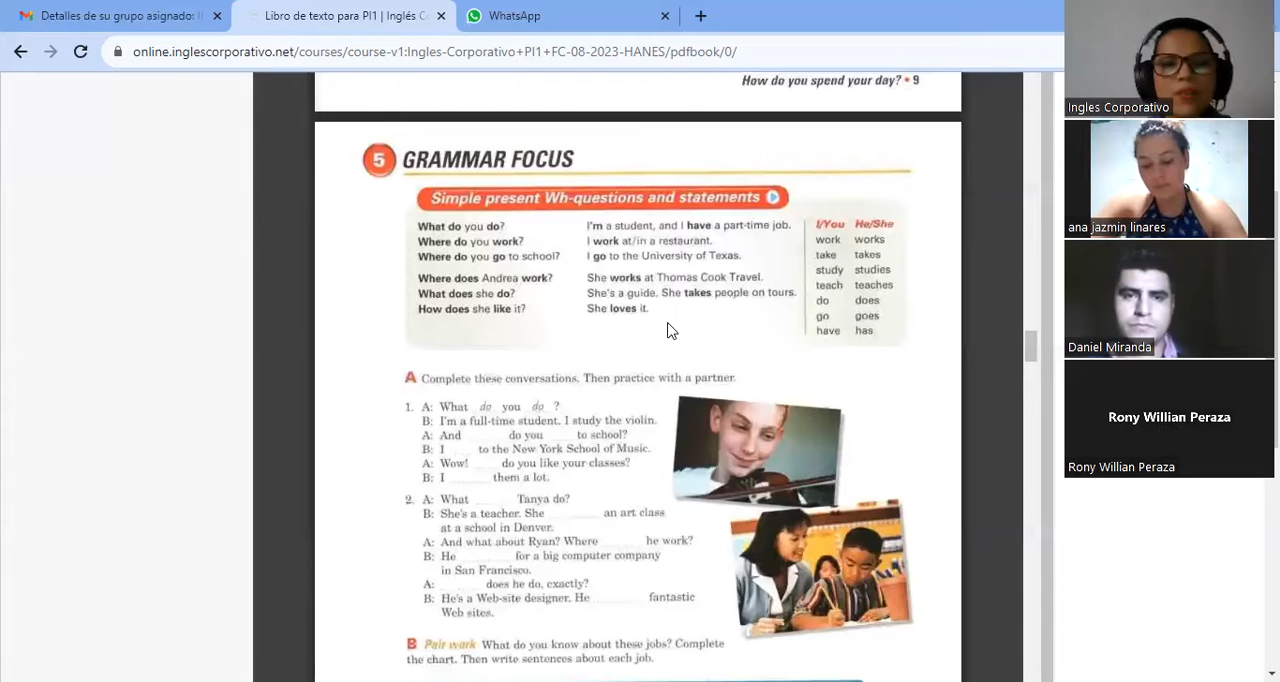 Detalles de su grupo asignado: I
Libro de texto para PI1 | Inglés C
WhatsApp
online.inglescorporativo.net/courses/course-v1:Ingles-Corporativo+PI1+FC-08-2023-HANES/pdfbook/0/
How do you spend your day? • 9
5 GRAMMAR FOCUS
Simple present Wh-questions and statements
What do you do? I'm a student, and I have a part-time job.
Where do you work? I work at/in a restaurant.
Where do you go to school? I go to the University of Texas.
Where does Andrea work? She works at Thomas Cook Travel.
What does she do? She's a guide. She takes people on tours.
How does she like it? She loves it.
I/You He/She
work works
take takes
study studies
teach teaches
do does
go goes
have has
A Complete these conversations. Then practice with a partner.
1. A: What do you do ?
B: I'm a full-time student. I study the violin.
A: And do you to school?
B: I to the New York School of Music.
A: Wow! do you like your classes?
B: I them a lot.
2. A: What Tanya do?
B: She's a teacher. She an art class
at a school in Denver.
A: And what about Ryan? Where he work?
B: He for a big computer company
in San Francisco.
A: does he do, exactly?
B: He's a Web-site designer. He fantastic
Web sites.
B Pair work What do you know about these jobs? Complete
the chart. Then write sentences about each job.
Ingles Corporativo
ana jazmin linares
Daniel Miranda
Rony Willian Peraza
Rony Willian Peraza